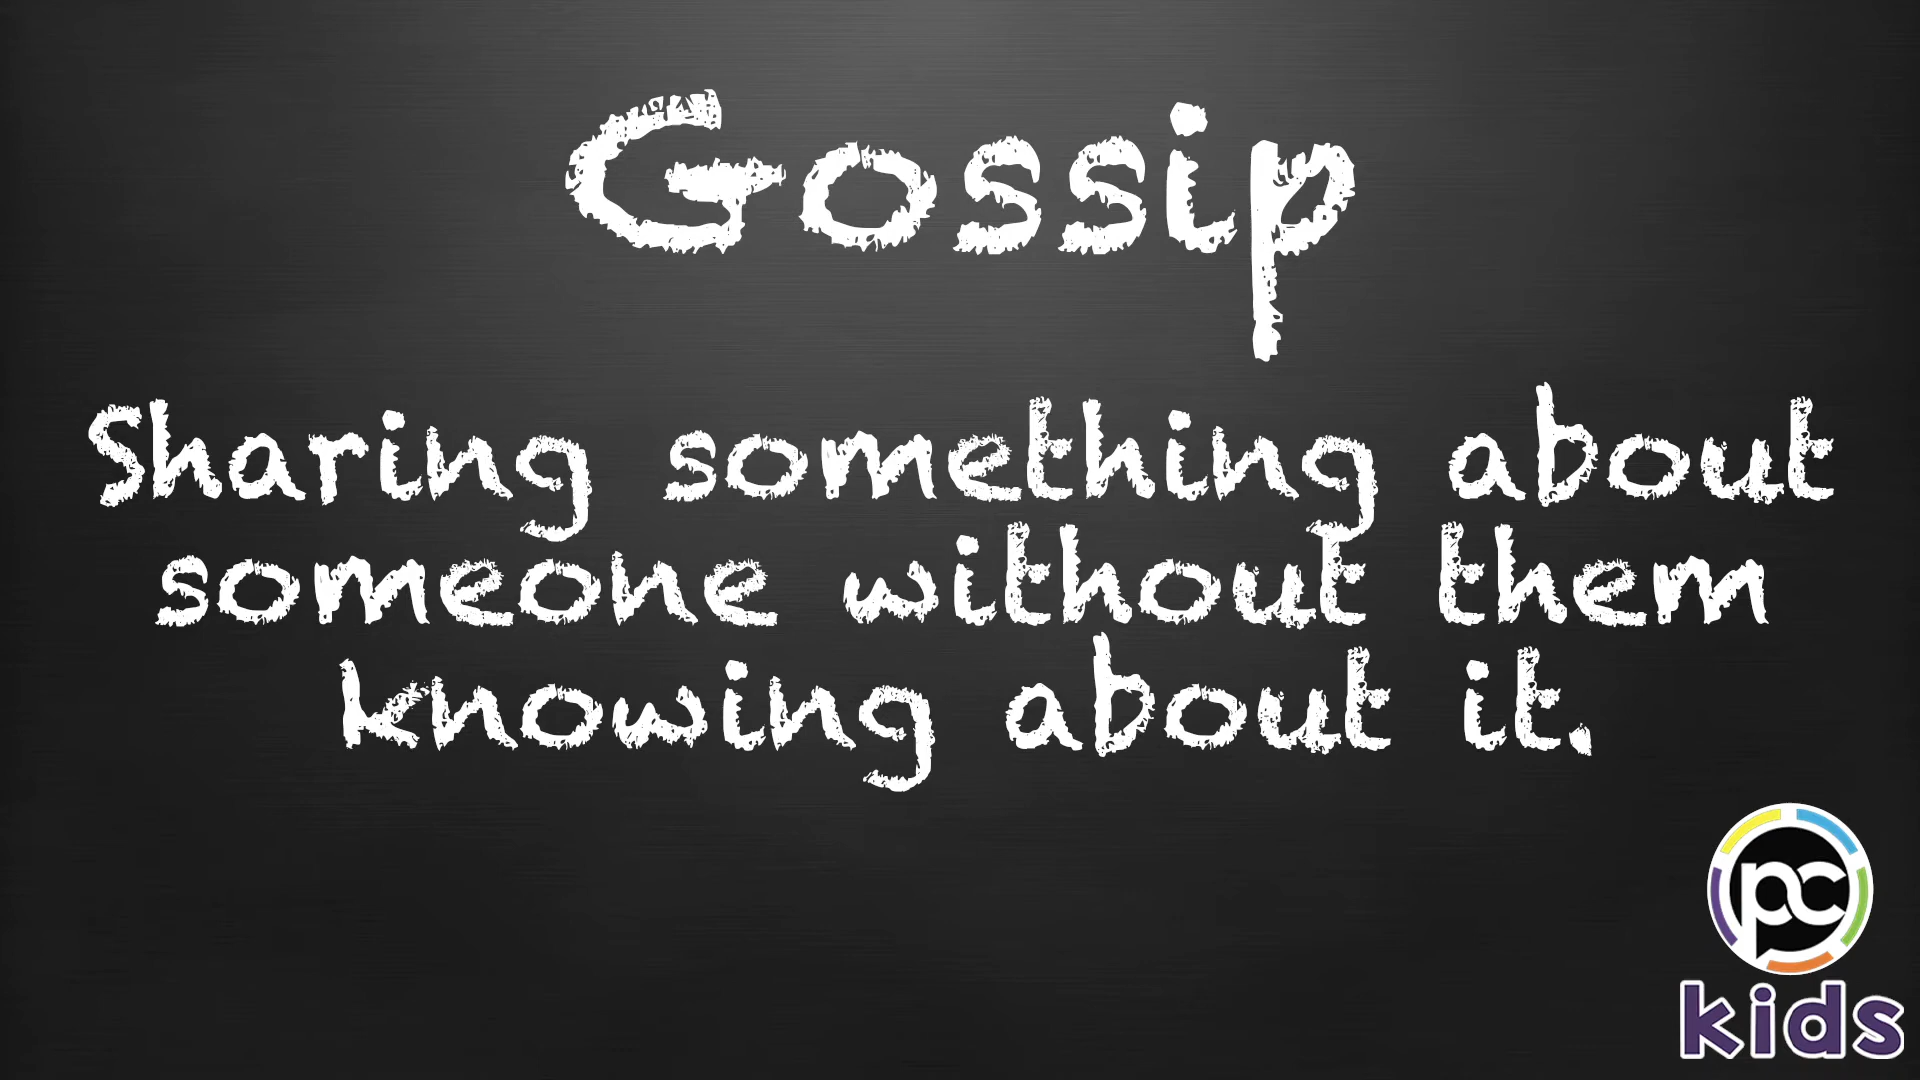 Gossip
Sharing something about
someone without them
knowing about it.
pc
kids